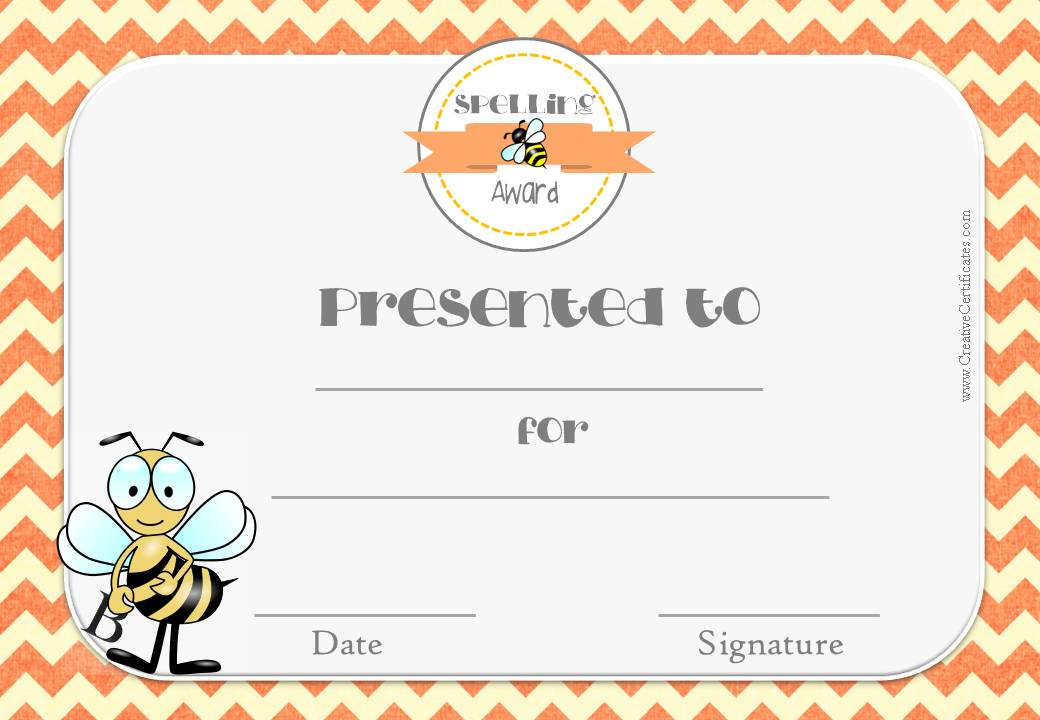 SPELLing
Award
Presented to
for
B
Date
Signature
www.CreativeCertificates.com